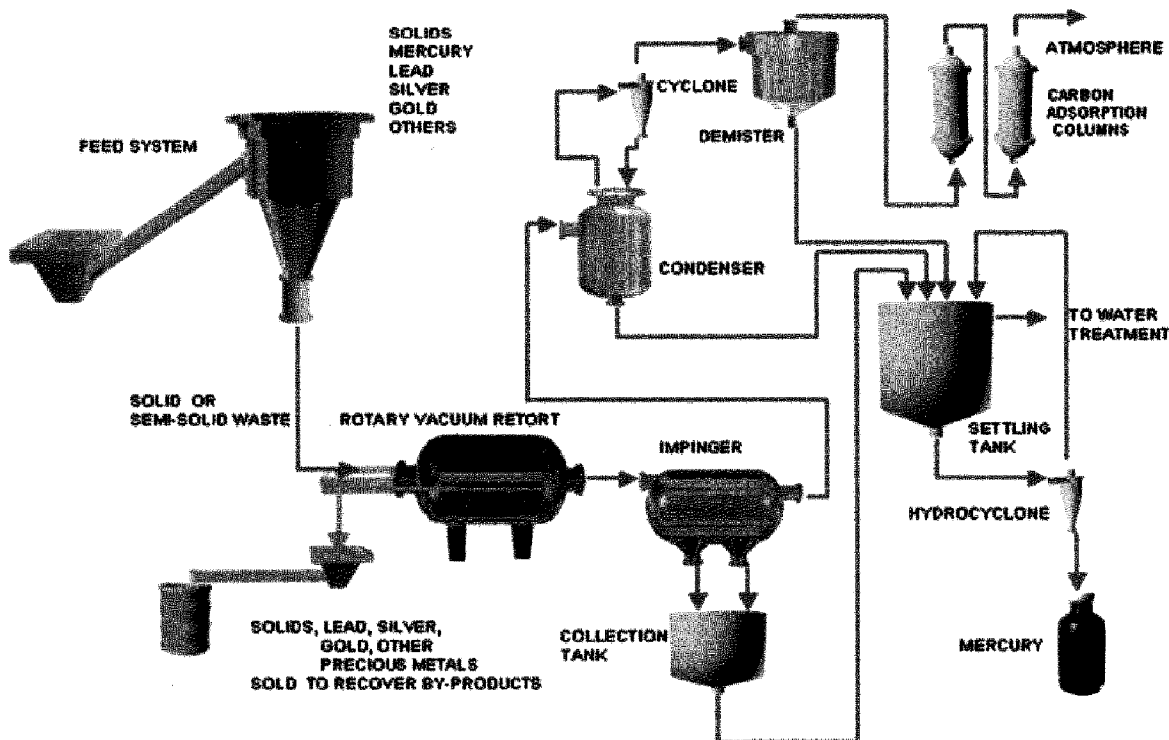 SOLIDS
MERCURY
LEAD
SILVER
GOLD
OTHERS
FEED SYSTEM
CYCLONE
DEMISTER
ATMOSPHERE
CARBON
ADSORPTION
COLUMNS
CONDENSER
TO WATER
TREATMENT
SOLID OR
SEMI-SOLID WASTE
ROTARY VACUUM RETORT
IMPINGER
SETTLING
TANK
HYDROCYCLONE
SOLIDS, LEAD, SILVER,
GOLD, OTHER
PRECIOUS METALS
SOLD TO RECOVER BY-PRODUCTS
COLLECTION
TANK
MERCURY